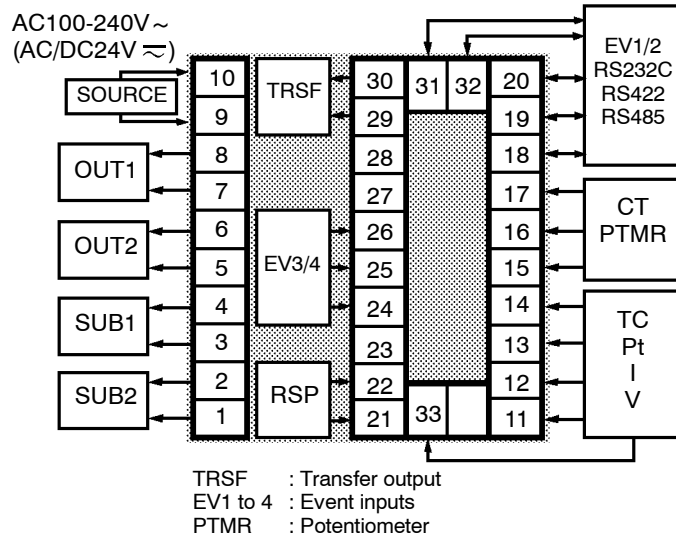 AC100-240V ~
(AC/DC24V ⎓)
SOURCE
OUT1
OUT2
SUB1
SUB2
10
9
8
7
6
5
4
3
2
1
TRSF
EV3/4
RSP
30
29
28
27
26
25
24
23
22
21
31
32
33
20
19
18
17
16
15
14
13
12
11
EV1/2
RS232C
RS422
RS485
CT
PTMR
TC
Pt
I
V
TRSF : Transfer output
EV1 to 4 : Event inputs
PTMR : Potentiometer